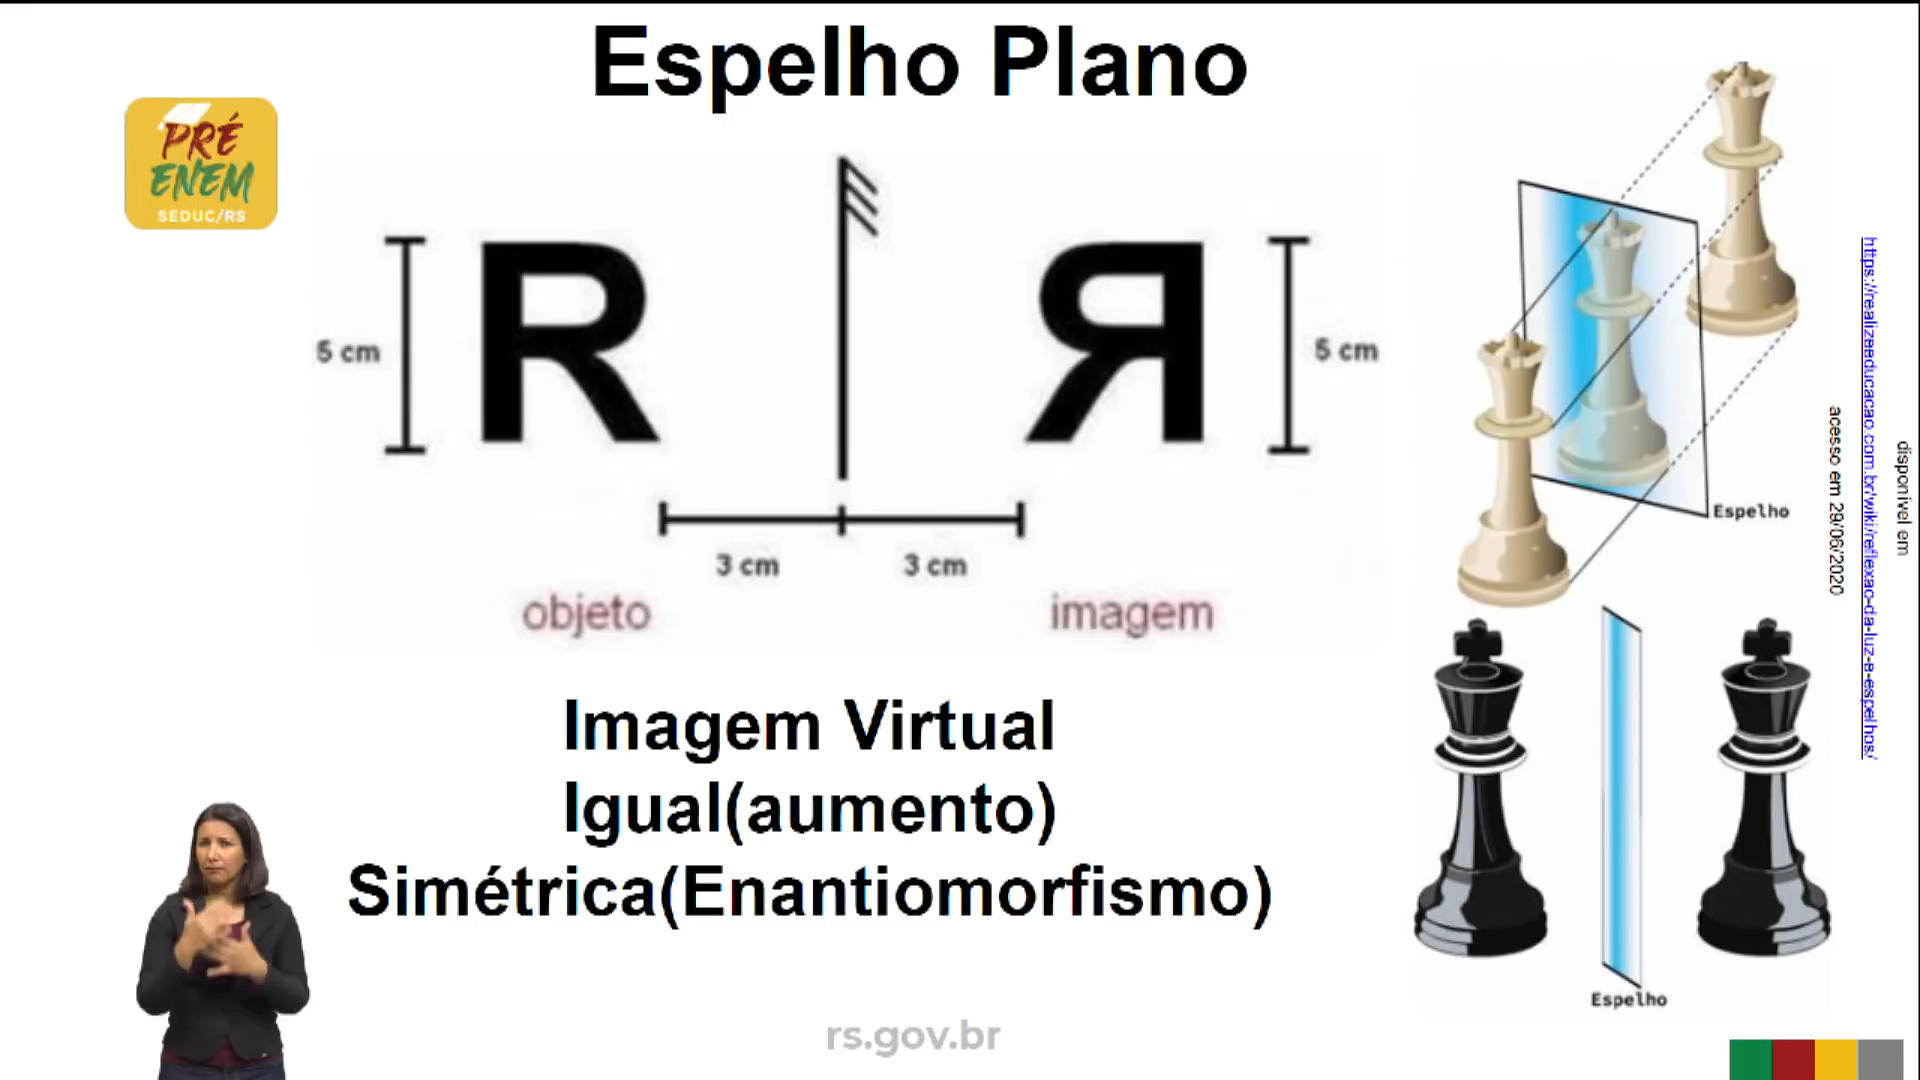 Espelho Plano
PRÉ
ENEM
SEDUC/RS
R
R
5 cm
5 cm
3 cm
3 cm
objeto
imagem
Espelho
disponível em
https://realizeeducacao.com.br/wiki/reflexao-da-luz-e-espelhos/
acesso em 29/06/2020
Imagem Virtual
Igual(aumento)
Simétrica(Enantiomorfismo)
Espelho
rs.gov.br